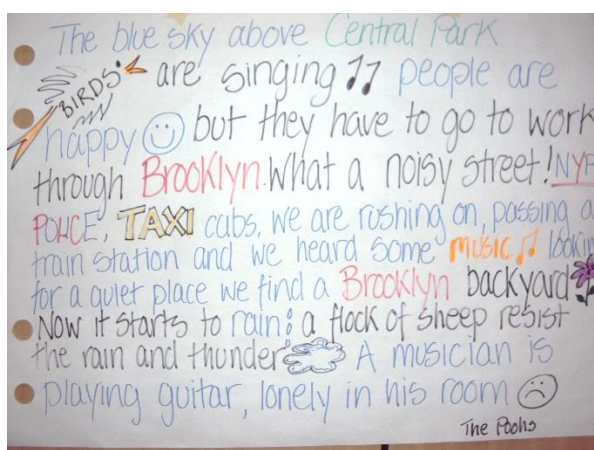 The blue sky above Central Park
BIRDS are singing people are
happy but they have to go to work
through Brooklyn. What a noisy street! NYP
POLICE, TAXI cabs, we are rushing on, passing a
train station and we heard some MUSIC lookin
for a quiet place we find a Brooklyn backyard
Now it starts to rain: a flock of sheep resist
the rain and thunder A musician is
playing guitar, lonely in his room
The Poohs